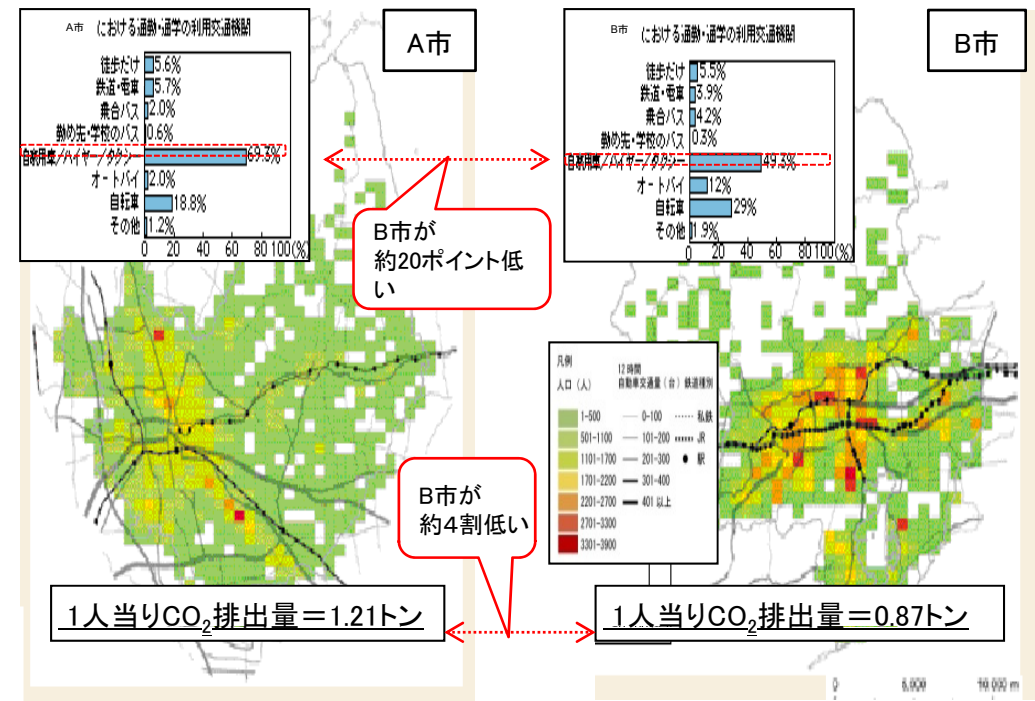 A市 における通勤・通学の利用交通機関
A市
徒歩だけ 5.6%
鉄道・電車 5.7%
乗合バス 2.0%
勤め先・学校のバス 0.6%
自家用車/ハイヤー/タクシー 69.3%
オートバイ 2.0%
自転車 18.8%
その他 1.2%
0 20 40 60 80 100(%)
B市 における通勤・通学の利用交通機関
B市
徒歩だけ 5.5%
鉄道・電車 3.9%
乗合バス 4.2%
勤め先・学校のバス 0.3%
自家用車/ハイヤー/タクシー 49.3%
オートバイ 12%
自転車 29%
その他 1.9%
0 20 40 60 80 100(%)
B市が
約20ポイント低
い
凡例
人口(人)
12時間
自動車交通量(台) 鉄道種別
1-500 0-100 私鉄
501-1100 101-200 JR
1101-1700 201-300 駅
1701-2200 301-400
2201-2700 401以上
2701-3300
3301-3900
B市が
約4割低い
1人当りCO2排出量=1.21トン
1人当りCO2排出量=0.87トン
0 5,000 10,000 m